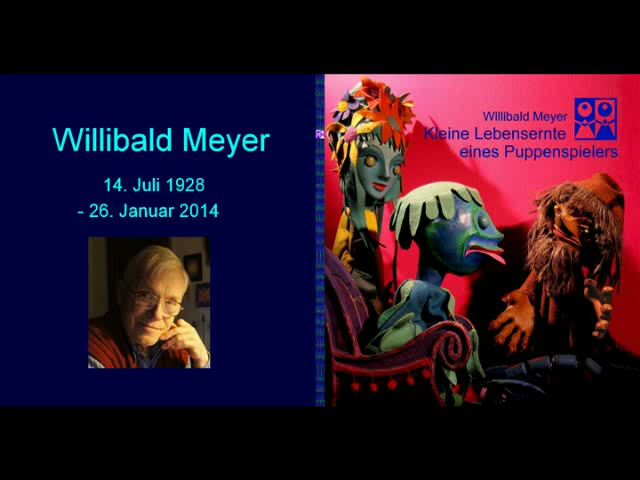 Willibald Meyer
14. Juli 1928
- 26. Januar 2014
Willibald Meyer
Kleine Lebensernte
eines Puppenspielers